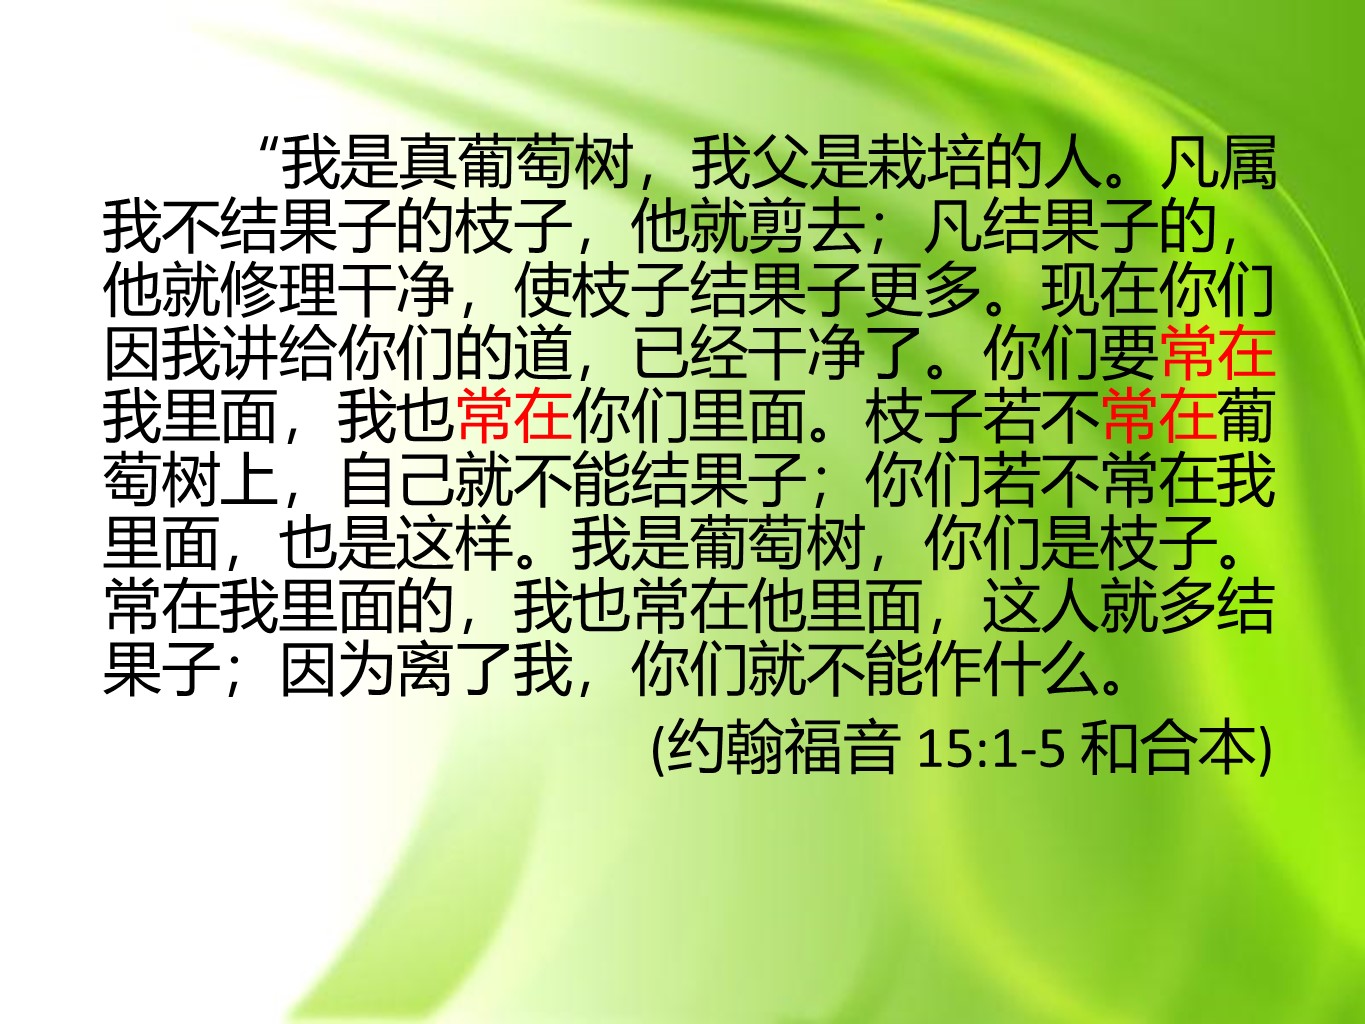 “我是真葡萄树，我父是栽培的人。凡属
我不结果子的枝子，他就剪去；凡结果子的，
他就修理干净，使枝子结果子更多。现在你们
因我讲给你们的道，已经干净了。你们要常在
我里面，我也常在你们里面。枝子若不常在葡
萄树上，自己就不能结果子；你们若不常在我
里面，也是这样。我是葡萄树，你们是枝子。
常在我里面的，我也常在他里面，这人就多结
果子；因为离了我，你们就不能作什么。
(约翰福音 15:1-5 和合本)